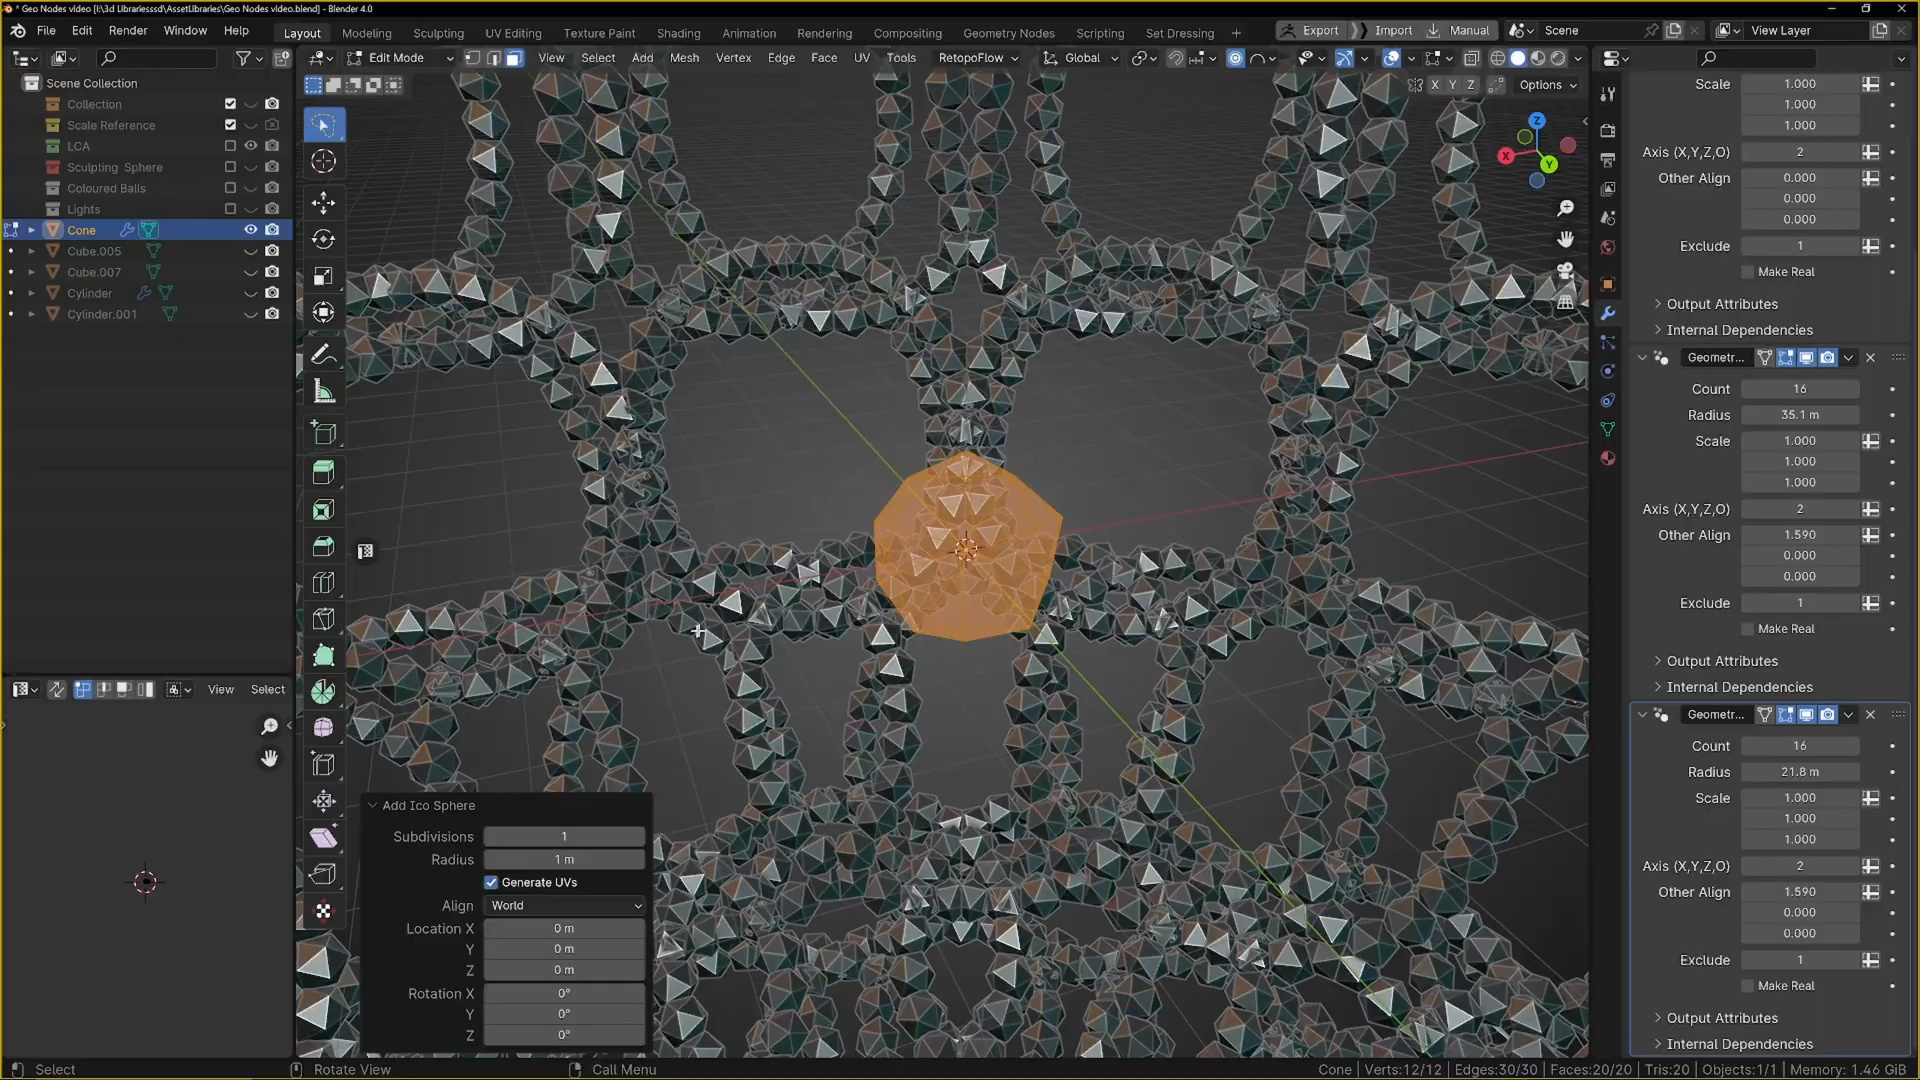 * Geo Nodes video [I:\3d Librariesssd\AssetLibraries\Geo Nodes video.blend] - Blender 4.0
File Edit Render Window Help
Layout Modeling Sculpting UV Editing Texture Paint Shading Animation Rendering Compositing Geometry Nodes Scripting Set Dressing +
Export Import Manual Scene View Layer
Edit Mode View Select Add Mesh Vertex Edge Face UV Tools RetopoFlow Global
X Y Z Options
Scene Collection
Collection
Scale Reference
LCA
Sculpting Sphere
Coloured Balls
Lights
Cone
Cube.005
Cube.007
Cylinder
Cylinder.001
View Select
Z
X
Y
Add Ico Sphere
Subdivisions 1
Radius 1 m
Generate UVs
Align World
Location X 0 m
Y 0 m
Z 0 m
Rotation X 0°
Y 0°
Z 0°
Scale 1.000
1.000
1.000
Axis (X,Y,Z,O) 2
Other Align 0.000
0.000
0.000
Exclude 1
Make Real
Output Attributes
Internal Dependencies
Geometr...
Count 16
Radius 35.1 m
Scale 1.000
1.000
1.000
Axis (X,Y,Z,O) 2
Other Align 1.590
0.000
0.000
Exclude 1
Make Real
Output Attributes
Internal Dependencies
Geometr...
Count 16
Radius 21.8 m
Scale 1.000
1.000
1.000
Axis (X,Y,Z,O) 2
Other Align 1.590
0.000
0.000
Exclude 1
Make Real
Output Attributes
Internal Dependencies
Select Rotate View Call Menu
Cone | Verts:12/12 | Edges:30/30 | Faces:20/20 | Tris:20 | Objects:1/1 | Memory: 1.46 GiB